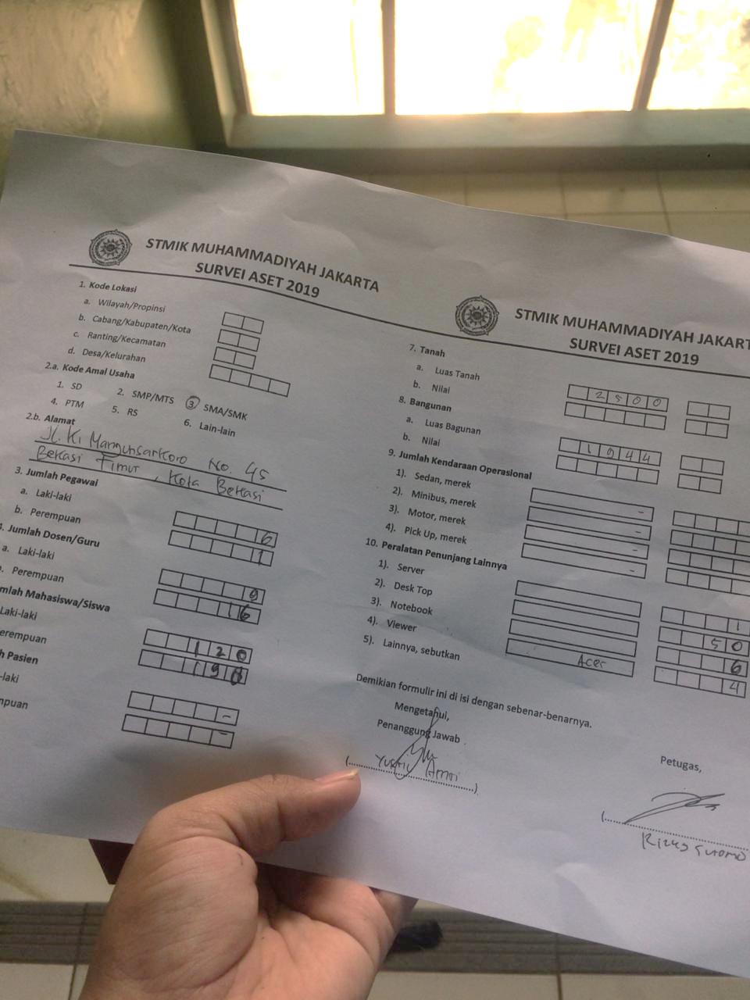 STMIK MUHAMMADIYAH JAKARTA
SURVEI ASET 2019
1. Kode Lokasi
a. Wilayah/Propinsi
b. Cabang/Kabupaten/Kota
c. Ranting/Kecamatan
d. Desa/Kelurahan
2.a. Kode Amal Usaha
1. SD 2. SMP/MTS 3 SMA/SMK
4. PTM 5. RS 6. Lain-lain
2.b. Alamat
Jl. Ki Mangunsarkoro No. 45
Bekasi Timur, Kota Bekasi
3. Jumlah Pegawai
a. Laki-laki 6
b. Perempuan 1
4. Jumlah Dosen/Guru
a. Laki-laki 9
. Perempuan 16
mlah Mahasiswa/Siswa
Laki-laki 120
erempuan
h Pasien
-laki -
mpuan -
STMIK MUHAMMADIYAH JAKART
SURVEI ASET 2019
7. Tanah
a. Luas Tanah 2500
b. Nilai
8. Bangunan
a. Luas Bagunan 1944
b. Nilai
9. Jumlah Kendaraan Operasional
1). Sedan, merek -
2). Minibus, merek -
3). Motor, merek -
4). Pick Up, merek -
10. Peralatan Penunjang Lainnya
1). Server 1
2). Desk Top 50
3). Notebook 6
4). Viewer Acer 4
5). Lainnya, sebutkan
Demikian formulir ini di isi dengan sebenar-benarnya.
Mengetahui,
Penanggung Jawab
Petugas,